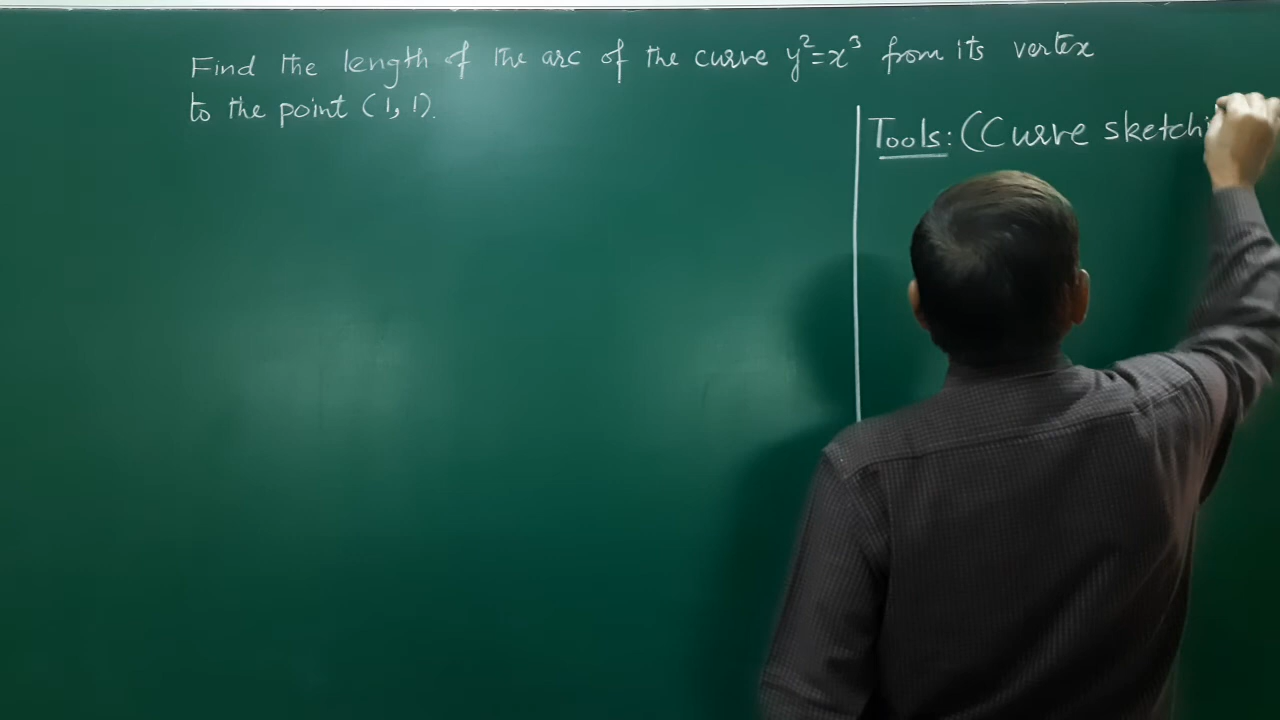 Find the length of the arc of the curve y²=x³ from its vertex
to the point (1, 1).
Tools: (Curve sketchi